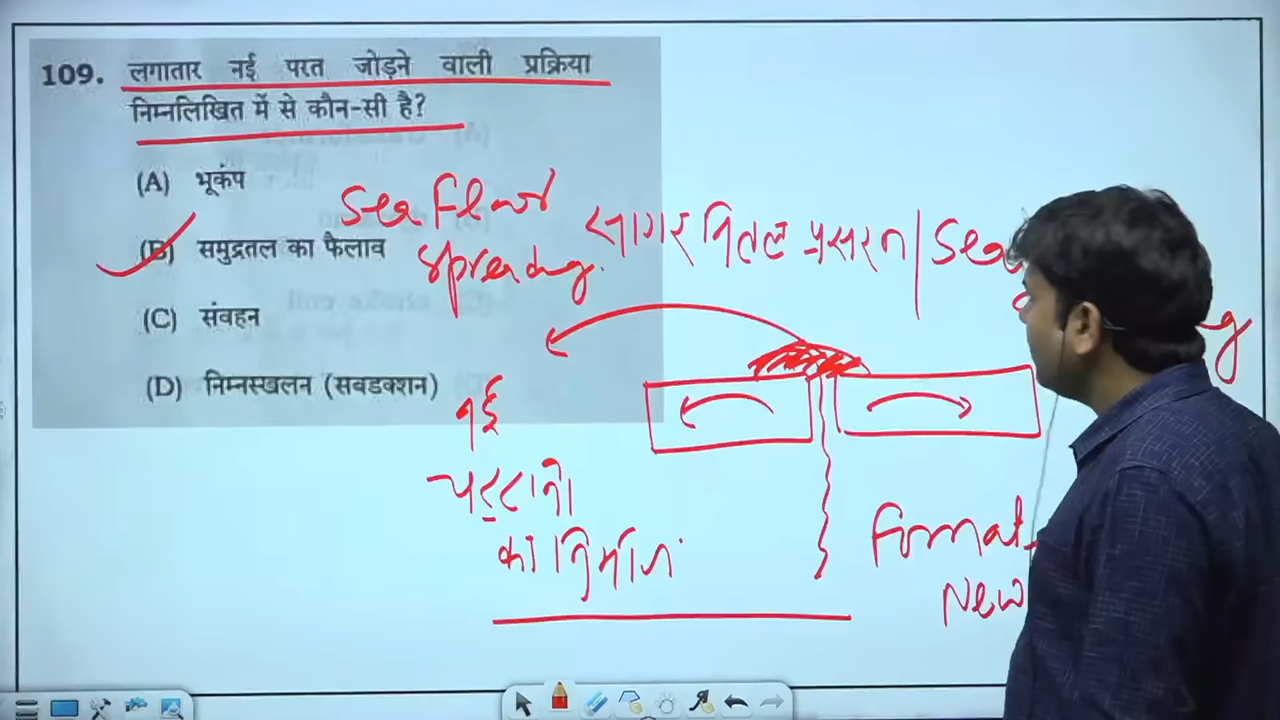 109. लगातार नई परत जोड़ने वाली प्रक्रिया
निम्नलिखित में से कौन-सी है?
(A) भूकंप
(B) समुद्रतल का फैलाव
(C) संवहन
(D) निम्नस्खलन (सबडक्शन)
Sea Floor
spreading.
सागर नितल प्रसरन | Sea
g
नई
चट्टानो
का निर्माण
Format
New